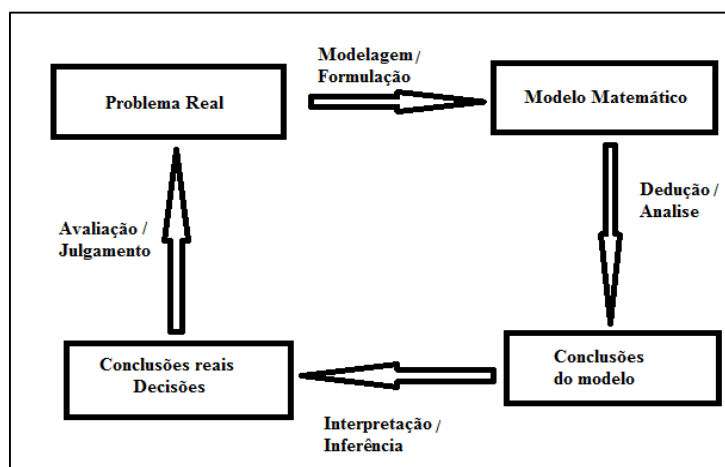 Modelagem /
Formulação
Problema Real
Modelo Matemático
Dedução /
Analise
Avaliação /
Julgamento
Conclusões
do modelo
Conclusões reais
Decisões
Interpretação /
Inferência